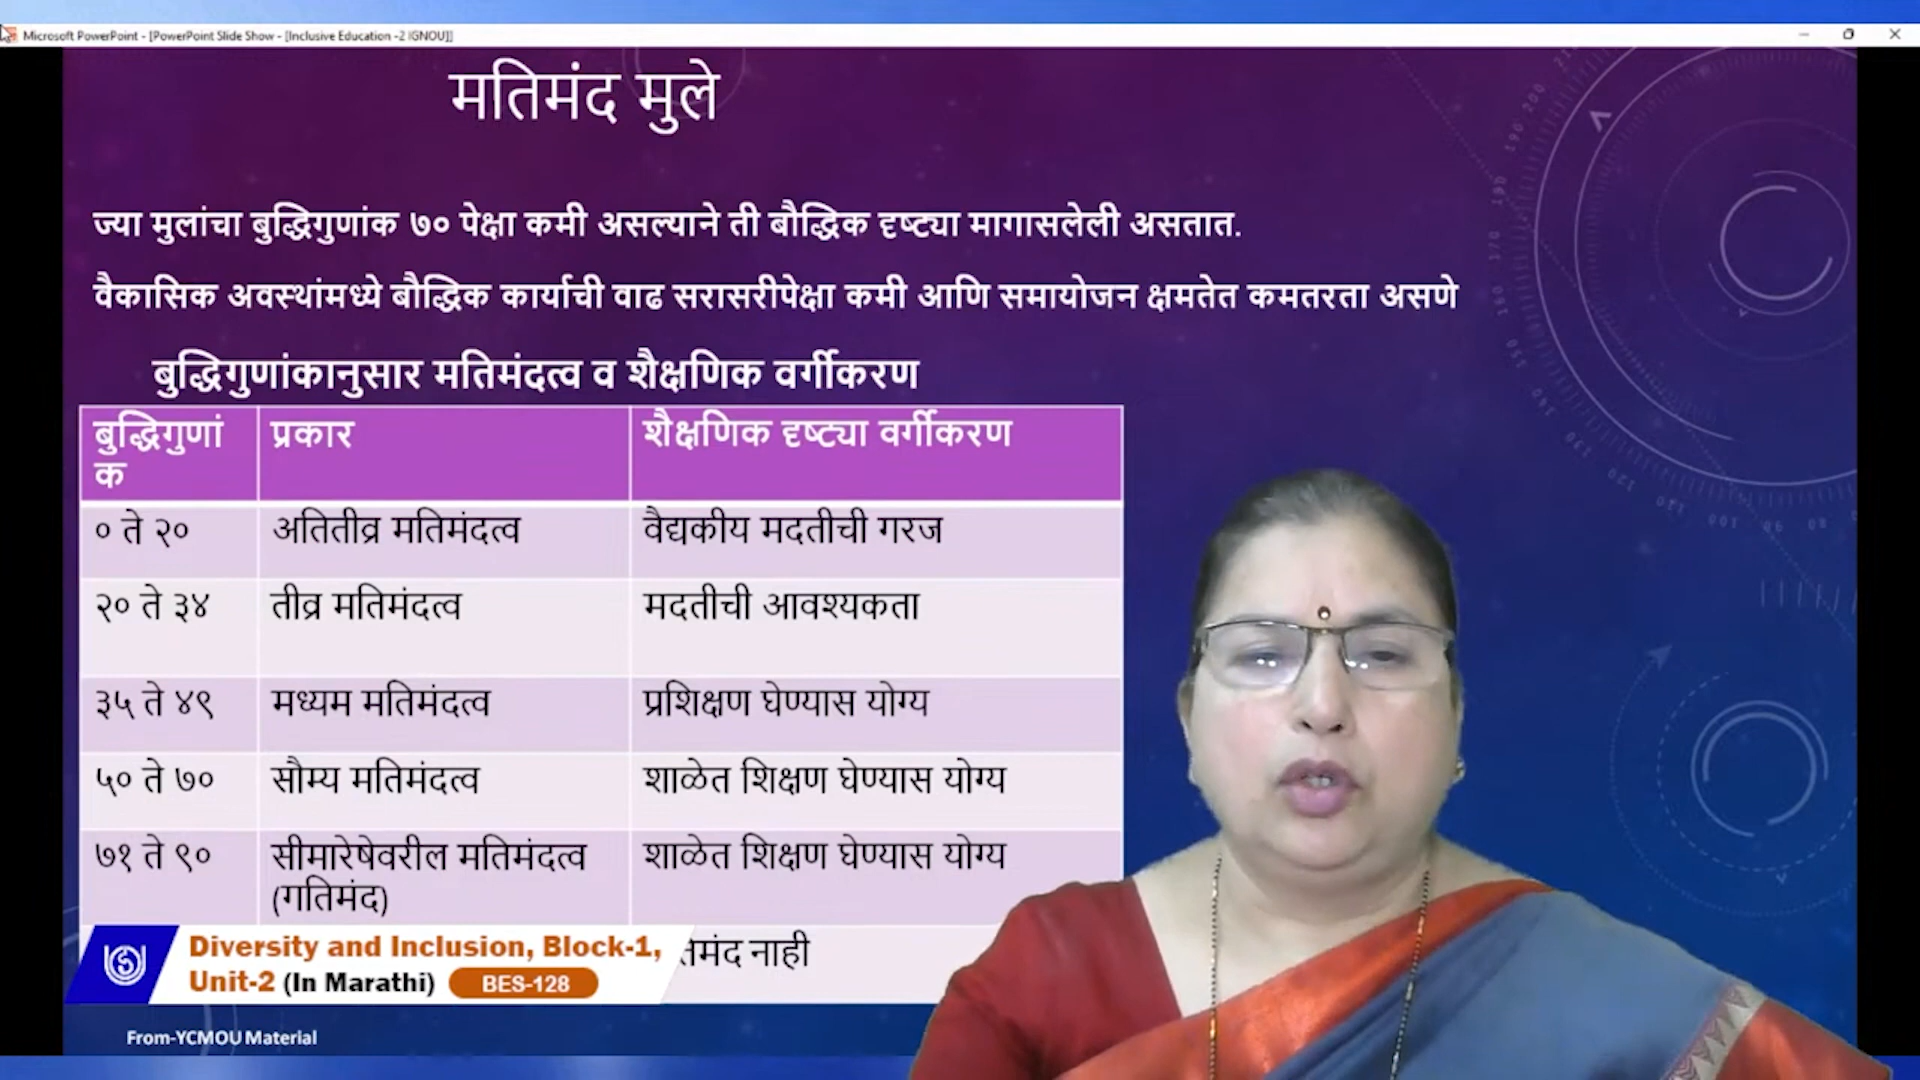 Microsoft PowerPoint - [PowerPoint Slide Show - [Inclusive Education -2 IGNOU]]
मतिमंद मुले
ज्या मुलांचा बुद्धिगुणांक ७० पेक्षा कमी असल्याने ती बौद्धिक दृष्ट्या मागासलेली असतात.
वैकासिक अवस्थांमध्ये बौद्धिक कार्याची वाढ सरासरीपेक्षा कमी आणि समायोजन क्षमतेत कमतरता असणे
बुद्धिगुणांकानुसार मतिमंदत्व व शैक्षणिक वर्गीकरण
बुद्धिगुणां
क
प्रकार
शैक्षणिक दृष्ट्या वर्गीकरण
० ते २०
अतितीव्र मतिमंदत्व
वैद्यकीय मदतीची गरज
२० ते ३४
तीव्र मतिमंदत्व
मदतीची आवश्यकता
३५ ते ४९
मध्यम मतिमंदत्व
प्रशिक्षण घेण्यास योग्य
५० ते ७०
सौम्य मतिमंदत्व
शाळेत शिक्षण घेण्यास योग्य
७१ ते ९०
सीमारेषेवरील मतिमंदत्व
(गतिमंद)
शाळेत शिक्षण घेण्यास योग्य
नाही
Diversity and Inclusion, Block-1,
Unit-2 (In Marathi) BES-128
From-YCMOU Material